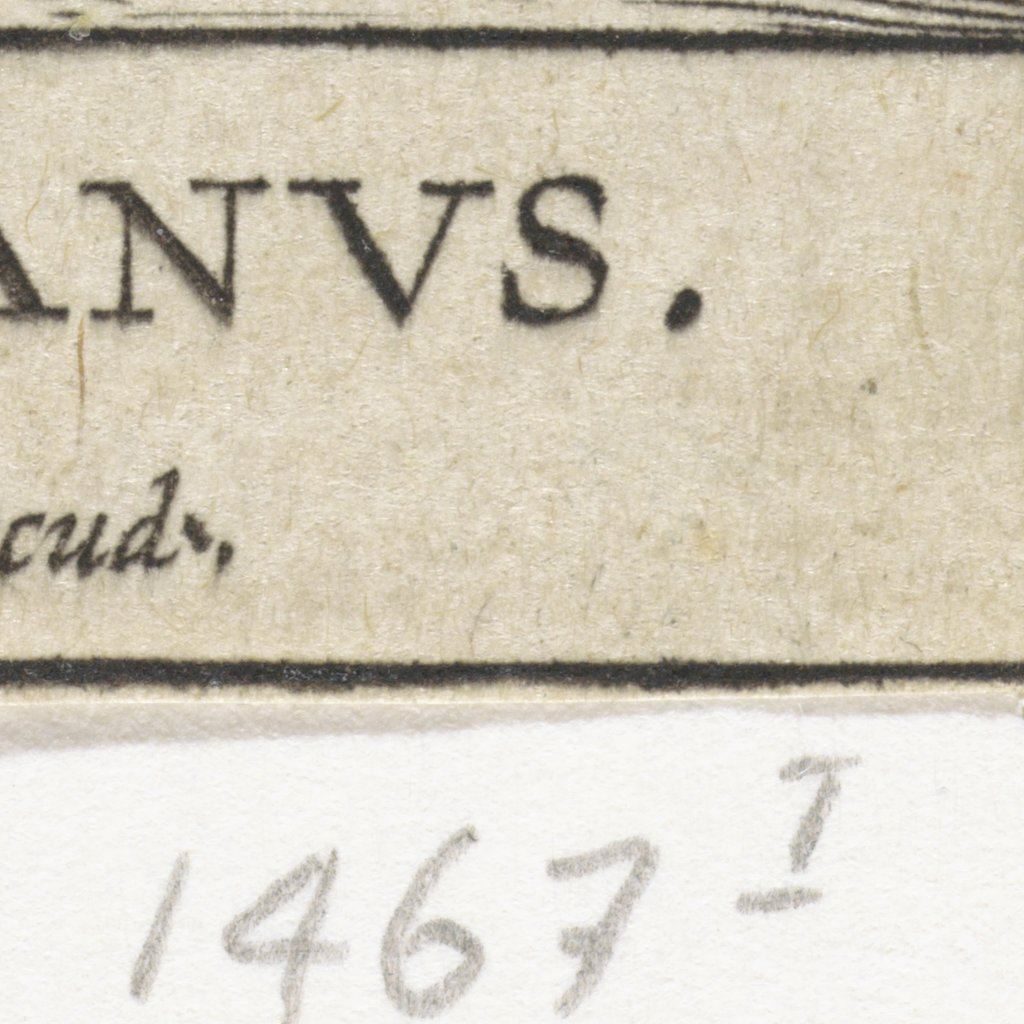 ANVS.
cud.,
1467 I